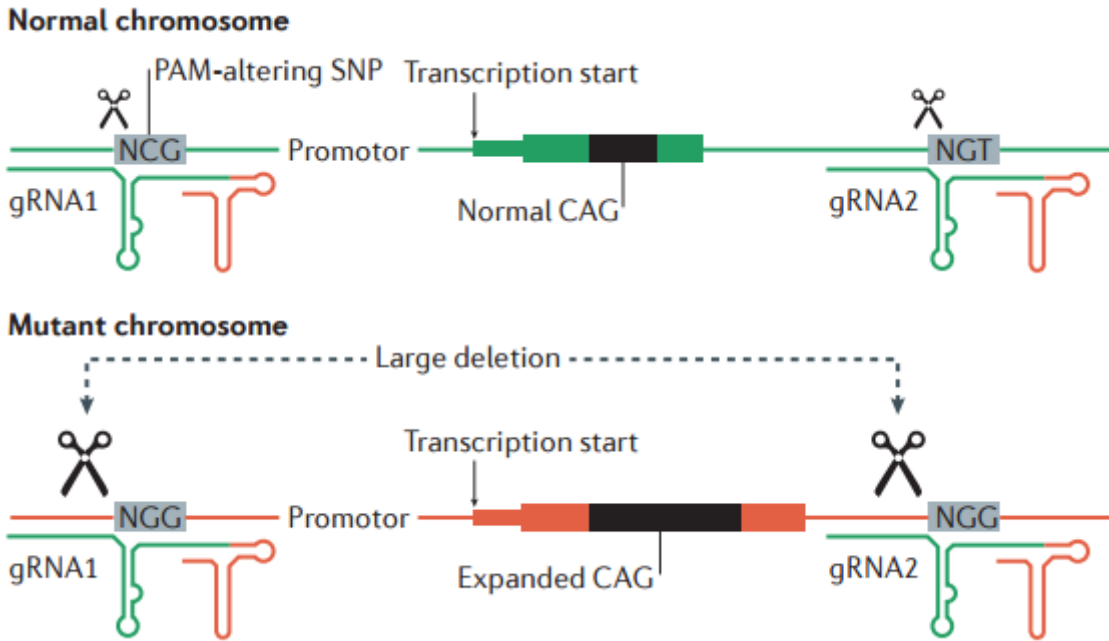 Normal chromosome
PAM-altering SNP
Transcription start
NCG
Promotor
NGT
gRNA1
Normal CAG
gRNA2
Mutant chromosome
Large deletion
Transcription start
NGG
Promotor
NGG
gRNA1
Expanded CAG
gRNA2